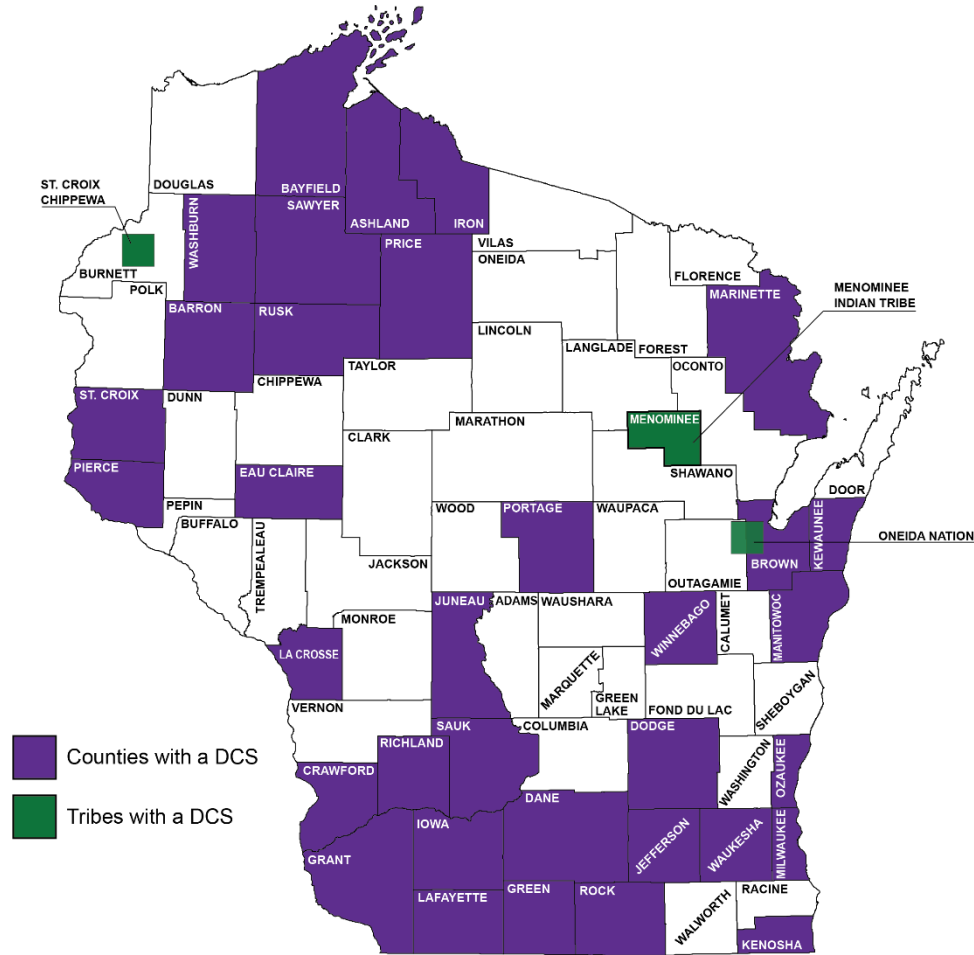 ST. CROIX
CHIPPEWA
DOUGLAS
BAYFIELD
SAWYER
ASHLAND
IRON
WASHBURN
BURNETT
POLK
PRICE
VILAS
ONEIDA
FLORENCE
MARINETTE
MENOMINEE
INDIAN TRIBE
BARRON
RUSK
LINCOLN
LANGLADE
FOREST
OCONTO
TAYLOR
CHIPPEWA
ST. CROIX
DUNN
MARATHON
MENOMINEE
CLARK
PIERCE
EAU CLAIRE
SHAWANO
DOOR
PEPIN
BUFFALO
TREMPEALEAU
WOOD
PORTAGE
WAUPACA
KEWAUNEE
ONEIDA NATION
BROWN
JACKSON
OUTAGAMIE
JUNEAU
ADAMS
WAUSHARA
WINNEBAGO
CALUMET
MANITOWOC
MONROE
LA CROSSE
MARQUETTE
GREEN
LAKE
FOND DU LAC
SHEBOYGAN
VERNON
SAUK
COLUMBIA
DODGE
RICHLAND
WASHINGTON
OZAUKEE
Counties with a DCS
CRAWFORD
DANE
Tribes with a DCS
IOWA
JEFFERSON
WAUKESHA
MILWAUKEE
GRANT
LAFAYETTE
GREEN
ROCK
WALWORTH
RACINE
KENOSHA